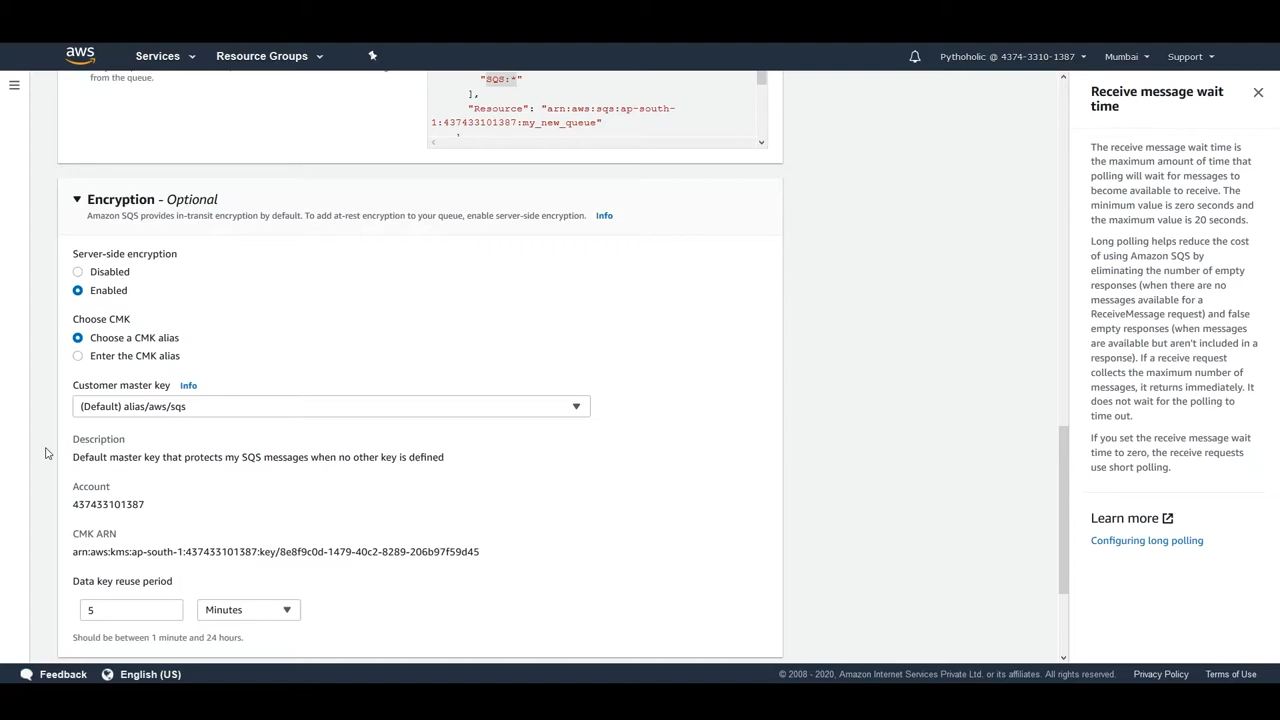 aws
Services
Resource Groups
Pythoholic @ 4374-3310-1387
Mumbai
Support
from the queue.
"SQS:*"
],
"Resource": "arn:aws:sqs:ap-south-
1:437433101387:my_new_queue"
Encryption - Optional
Amazon SQS provides in-transit encryption by default. To add at-rest encryption to your queue, enable server-side encryption. Info
Server-side encryption
Disabled
Enabled
Choose CMK
Choose a CMK alias
Enter the CMK alias
Customer master key Info
(Default) alias/aws/sqs
Description
Default master key that protects my SQS messages when no other key is defined
Account
437433101387
CMK ARN
arn:aws:kms:ap-south-1:437433101387:key/8e8f9c0d-1479-40c2-8289-206b97f59d45
Data key reuse period
5
Minutes
Should be between 1 minute and 24 hours.
Receive message wait
time
The receive message wait time is
the maximum amount of time that
polling will wait for messages to
become available to receive. The
minimum value is zero seconds and
the maximum value is 20 seconds.
Long polling helps reduce the cost
of using Amazon SQS by
eliminating the number of empty
responses (when there are no
messages available for a
ReceiveMessage request) and false
empty responses (when messages
are available but aren't included in a
response). If a receive request
collects the maximum number of
messages, it returns immediately. It
does not wait for the polling to
time out.
If you set the receive message wait
time to zero, the receive requests
use short polling.
Learn more
Configuring long polling
Feedback
English (US)
© 2008 - 2020, Amazon Internet Services Private Ltd. or its affiliates. All rights reserved.
Privacy Policy
Terms of Use